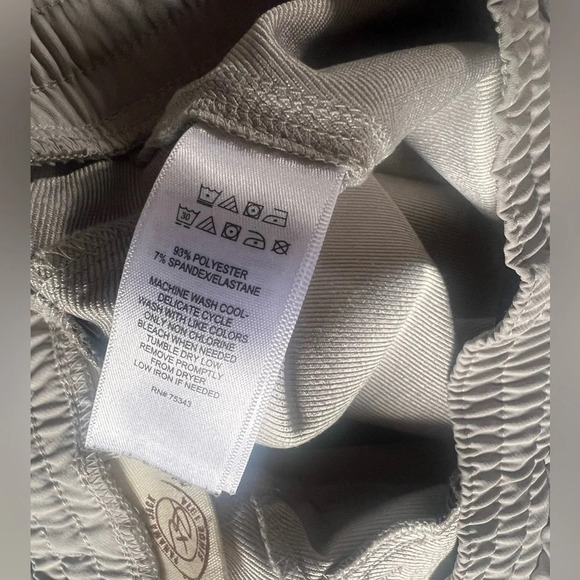 30
93% POLYESTER
7% SPANDEX/ELASTANE
MACHINE WASH COOL-
DELICATE CYCLE
WASH WITH LIKE COLORS
ONLY NON CHLORINE
BLEACH WHEN NEEDED
TUMBLE DRY LOW
REMOVE PROMPTLY
FROM DRYER
LOW IRON IF NEEDED
RN# 75343